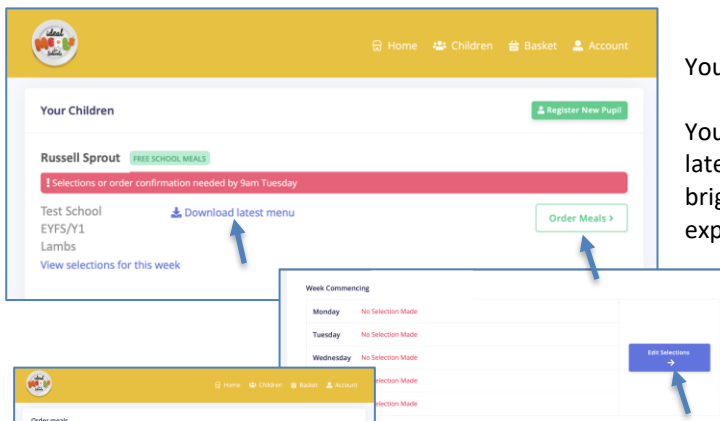 ideal
MEALS
Home Children Basket Account
You
Your Children
Register New Pupil
You
late
Russell Sprout FREE SCHOOL MEALS
brig
! Selections or order confirmation needed by 9am Tuesday
exp
Test School
Download latest menu
Order Meals >
EYFS/Y1
Lambs
View selections for this week
Week Commencing
Monday No Selection Made
Tuesday No Selection Made
Wednesday No Selection Made
Edit Selections
election Made
election Made
Home Children Basket Account
Order meals